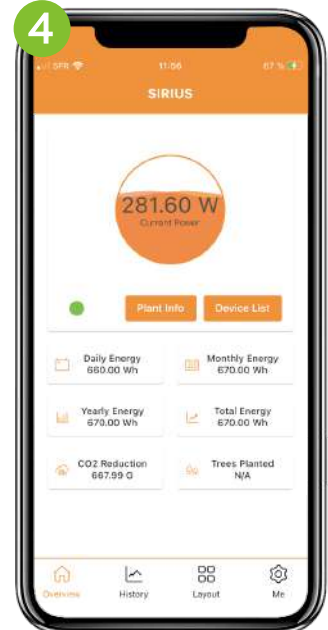 4
SFR 11:56 67 %
SIRIUS
281.60 W
Current Power
Plant Info
Device List
Daily Energy
660.00 Wh
Monthly Energy
670.00 Wh
Yearly Energy
670.00 Wh
Total Energy
670.00 Wh
CO2 Reduction
667.99 G
Trees Planted
N/A
Overview History Layout Me